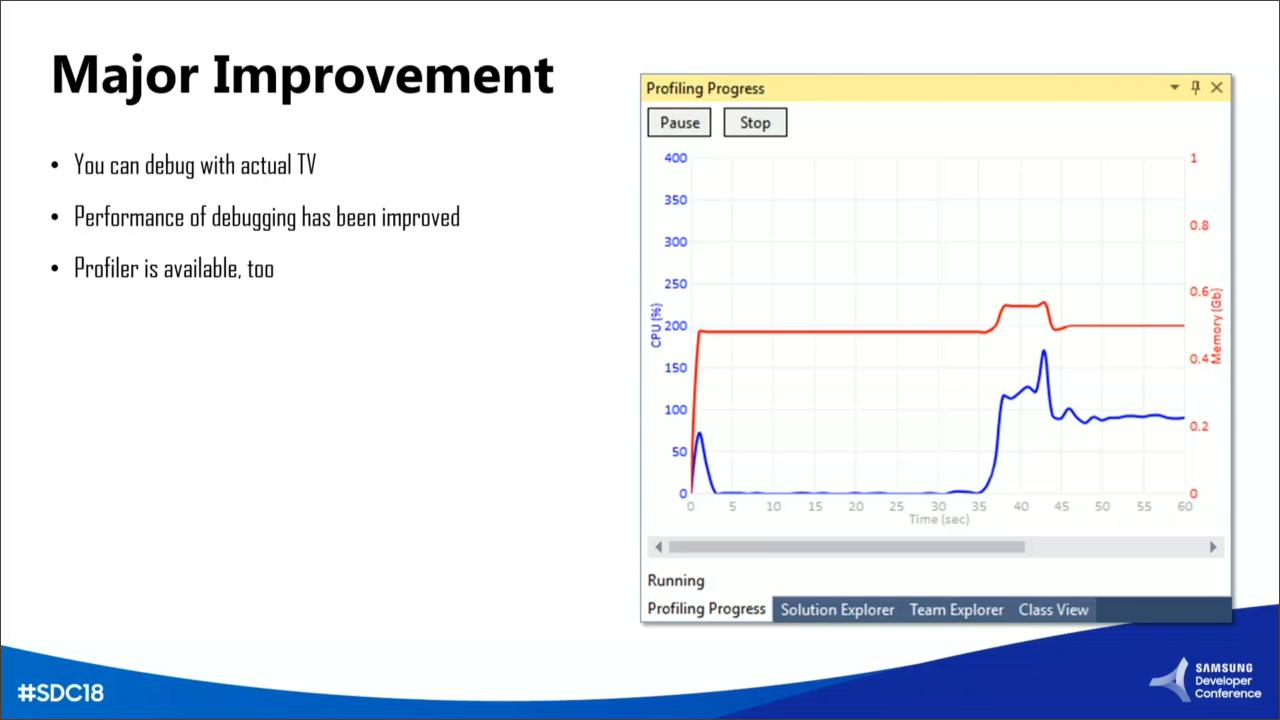 Major Improvement
• You can debug with actual TV
• Performance of debugging has been improved
• Profiler is available, too
Profiling Progress
Pause Stop
400
350
300
250
200
150
100
50
0
CPU (%)
1
0.8
0.6
0.4
0.2
0
Memory (Gb)
0 5 10 15 20 25 30 35 40 45 50 55 60
Time (sec)
Running
Profiling Progress Solution Explorer Team Explorer Class View
#SDC18
SAMSUNG
Developer
Conference